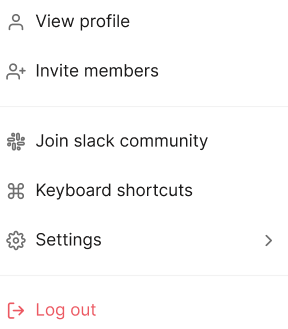 View profile
Invite members
Join slack community
Keyboard shortcuts
Settings
Log out